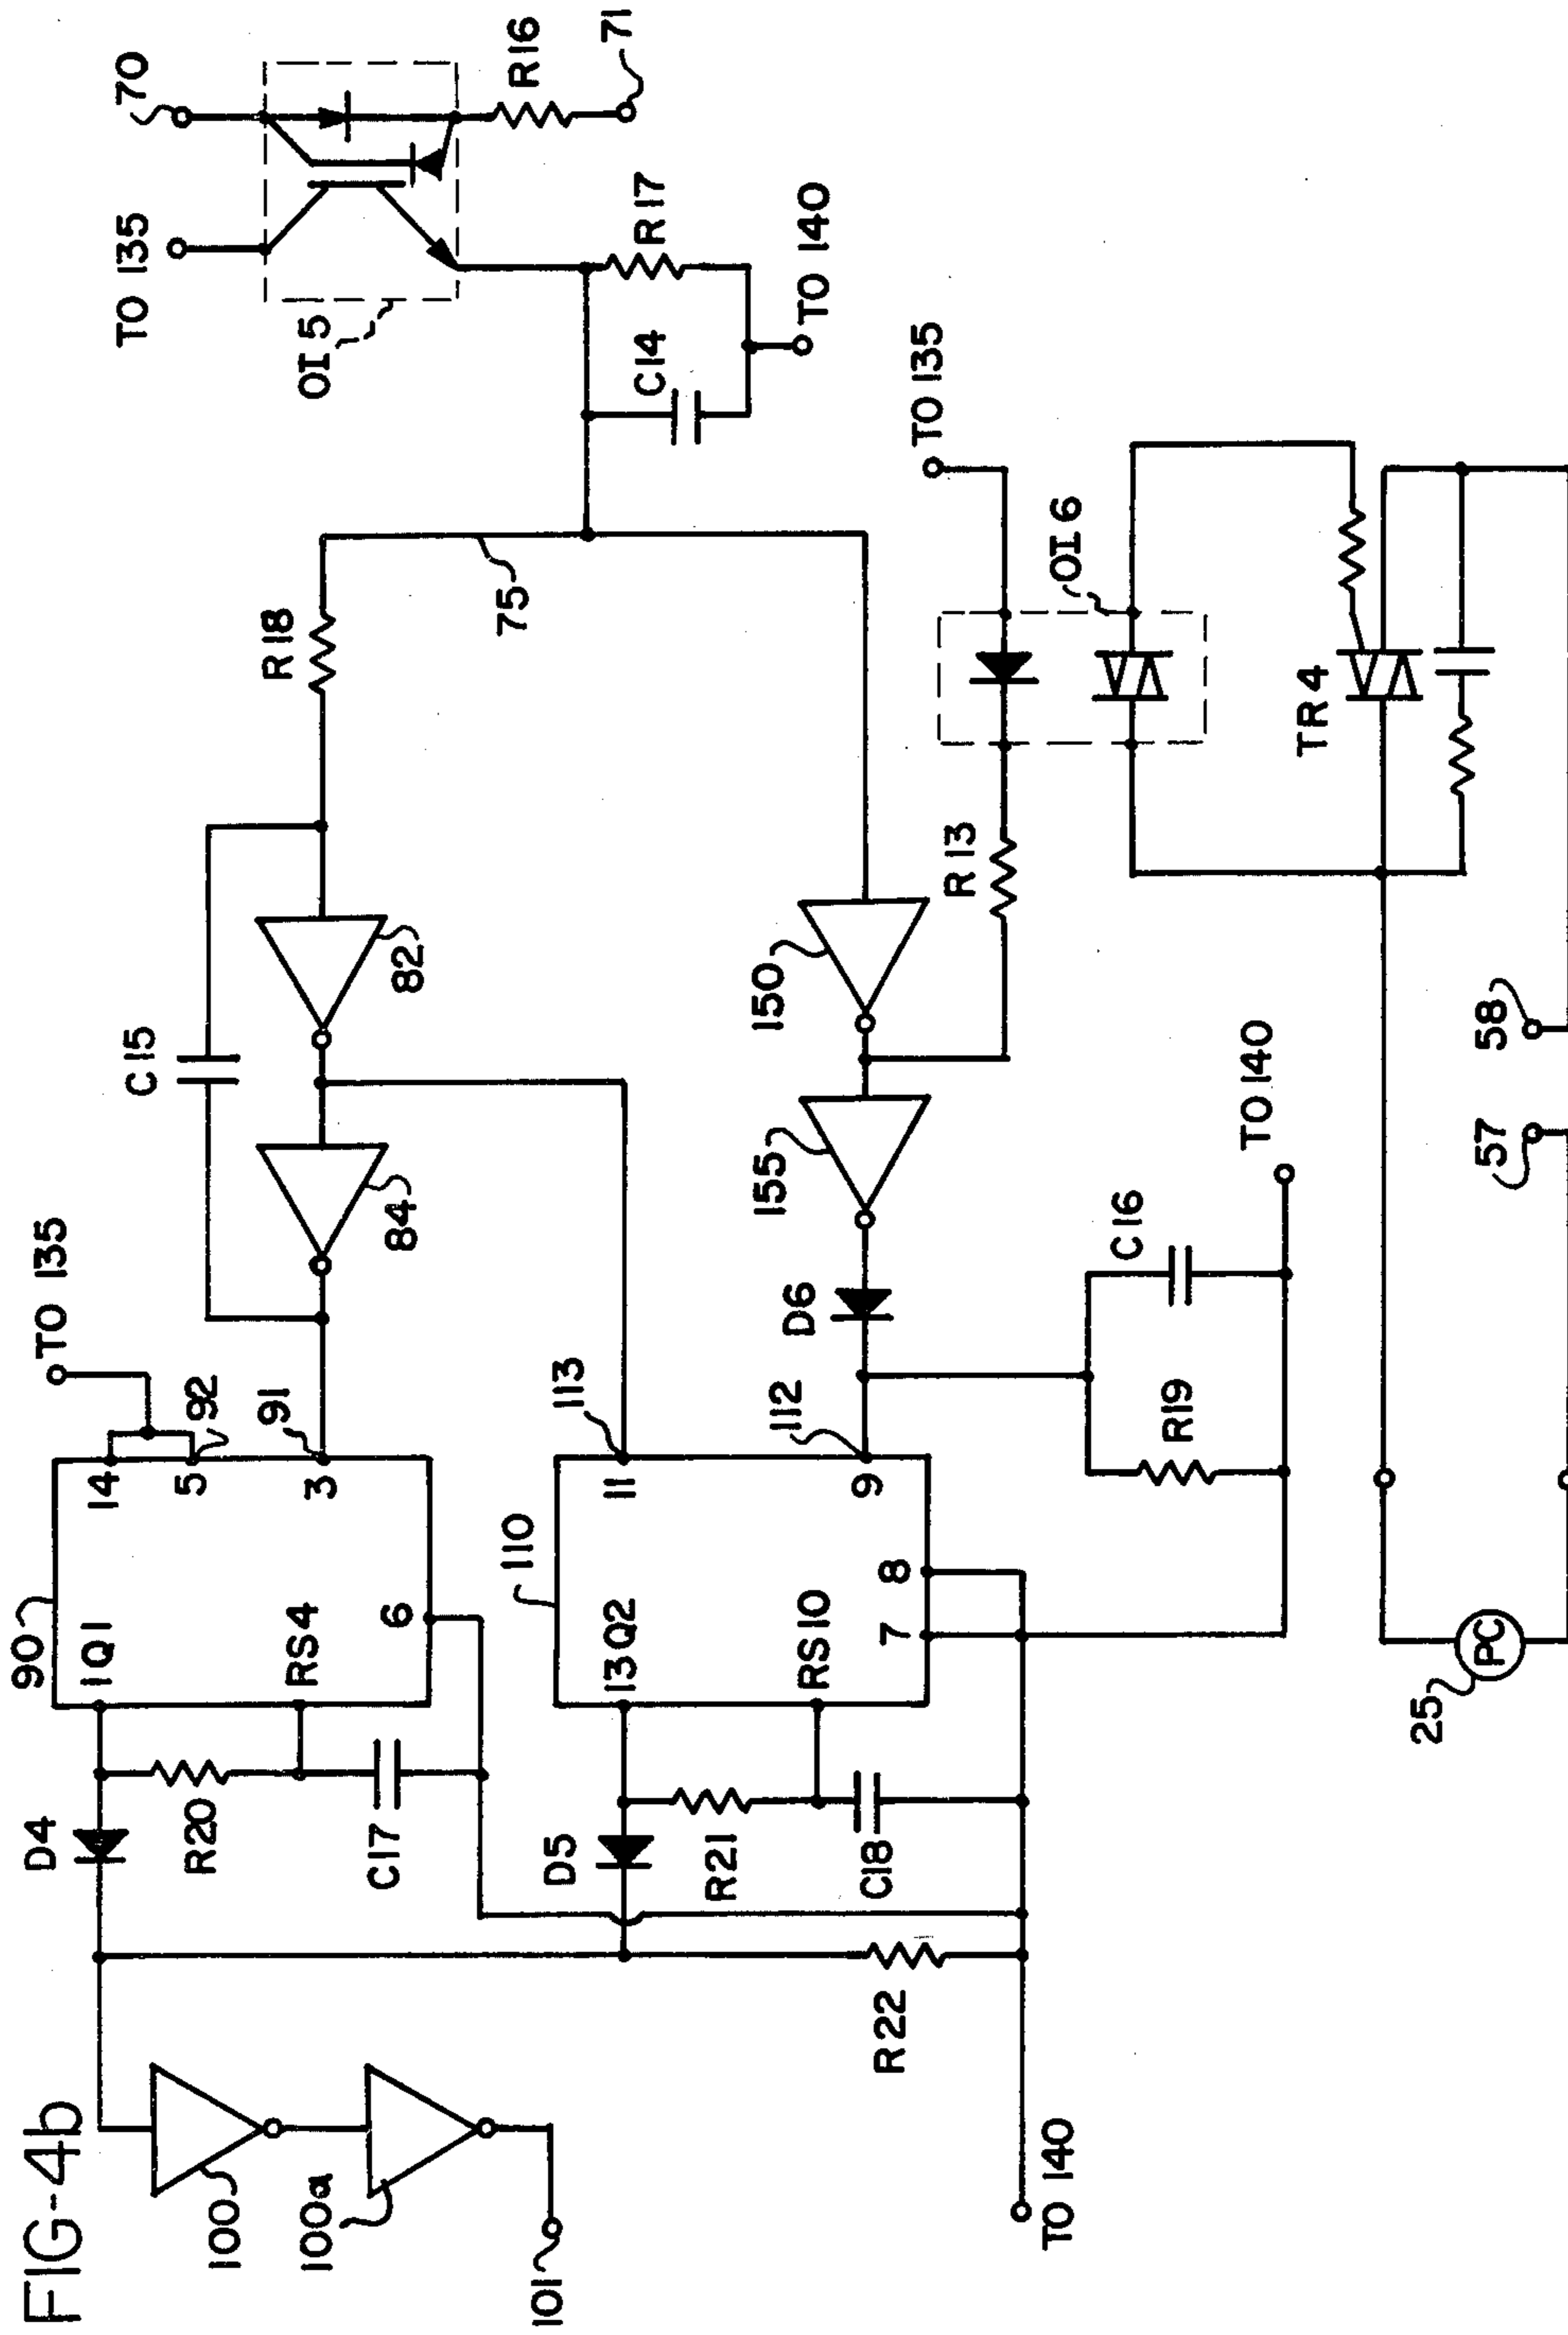 FIG-4b
90
1Q1
14
TO 135
5
92
RS4
3
91
6
D4
R20
C17
C15
84
82
R18
75
OI 5
TO 135
70
R16
71
R17
C14
TO 140
110
13Q2
11
113
RS10
9
112
7
8
D5
R21
C18
R22
100
100a
101
TO 140
D6
155
150
R13
R19
C16
TO 140
OI 6
TO 135
TR4
25
PC
57
58